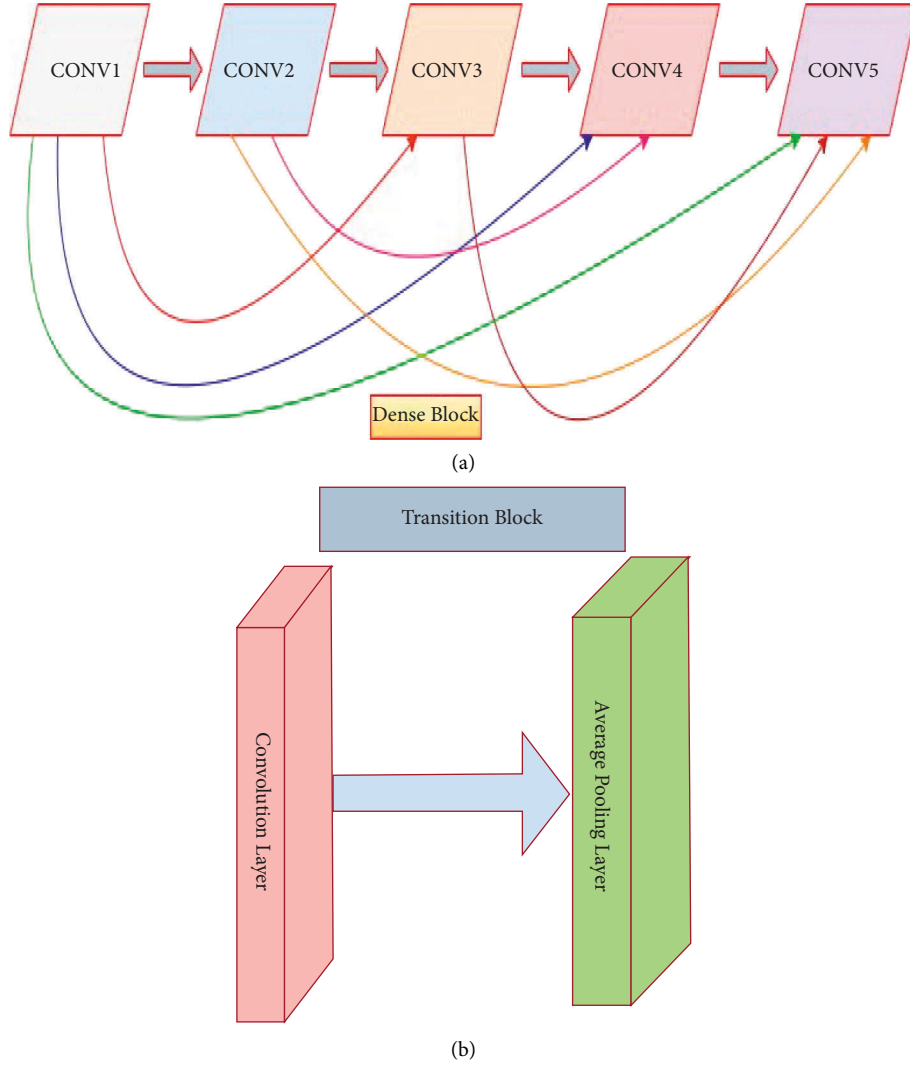 CONV1 CONV2 CONV3 CONV4 CONV5
Dense Block
(a)
Transition Block
Convolution Layer
Average Pooling Layer
(b)